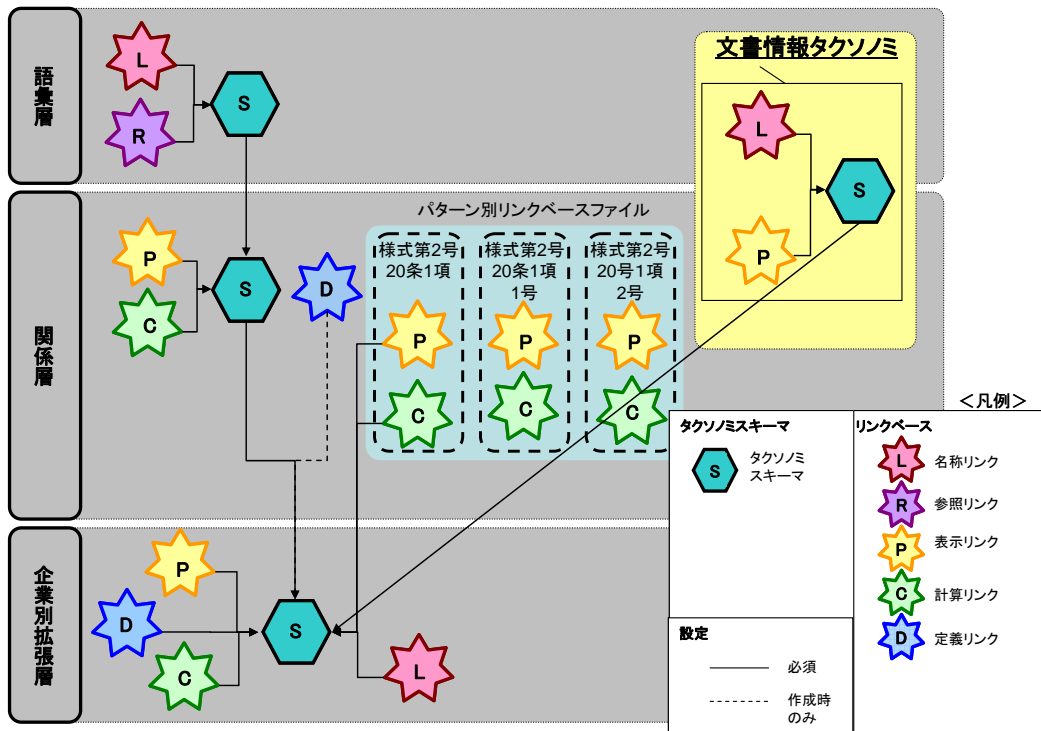 語彙層
L
R
S
文書情報タクソノミ
L
S
P
関係層
P
S
C
D
パターン別リンクベースファイル
様式第2号
20条1項
P
C
様式第2号
20条1項
1号
P
C
様式第2号
20号1項
2号
P
C
企業別拡張層
P
D
C
S
L
<凡例>
タクソノミスキーマ
S
タクソノミ
スキーマ
設定
必須
作成時
のみ
リンクベース
L
名称リンク
R
参照リンク
P
表示リンク
C
計算リンク
D
定義リンク